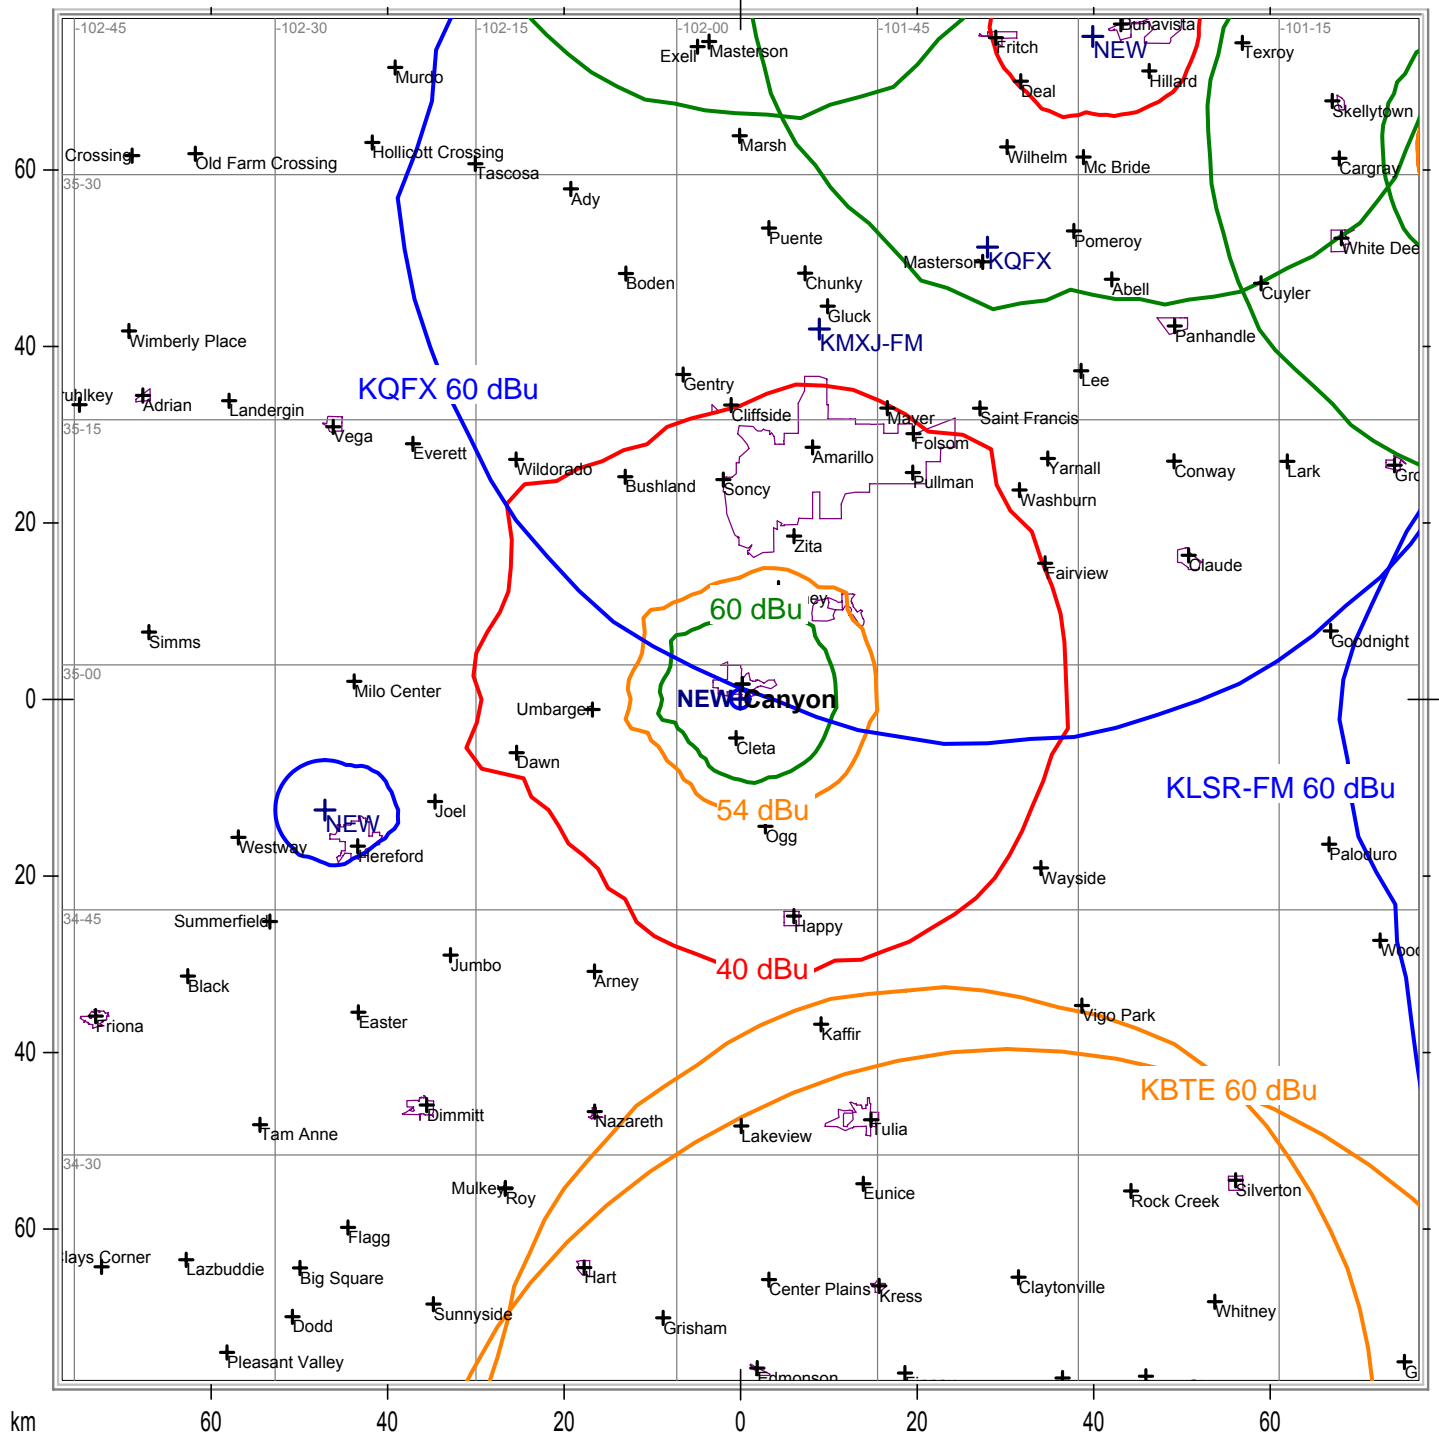 -102-45
-102-30
-102-15
-102-00
-101-45
-101-15
Bunavista
Fritch
NEW
Masterson
Exell
Texroy
Murdo
Hillard
Deal
Skellytown
Marsh
Crossing
Old Farm Crossing
Hollicott Crossing
Tascosa
Wilhelm
Mc Bride
Cargray
60
35-30
Ady
Puente
Pomeroy
White Dee
Masterson
KQFX
Boden
Chunky
Abell
Cuyler
Gluck
KMXJ-FM
Wimberly Place
Panhandle
40
Gentry
Lee
KQFX 60 dBu
Adrian
Landergin
Cliffside
Mayer
Saint Francis
35-15
Vega
Everett
Folsom
Amarillo
Wildorado
Bushland
Soncy
Pullman
Yarnall
Washburn
Conway
Lark
Gro
20
Zita
Fairview
Claude
60 dBu
ey
Simms
Goodnight
35-00
Milo Center
0
Umbarger
NEW
Canyon
Cleta
Dawn
KLSR-FM 60 dBu
54 dBu
NEW
Joel
Ogg
Westway
Hereford
Paloduro
20
Wayside
34-45
Summerfield
Happy
Wood
Jumbo
40 dBu
Arney
Black
Friona
Easter
Kaffir
Vigo Park
40
KBTE 60 dBu
Dimmitt
Nazareth
Tulia
Tam Anne
Lakeview
34-30
Mulkey
Roy
Eunice
Rock Creek
Silverton
60
Flagg
lays Corner
Lazbuddie
Big Square
Hart
Center Plains
Kress
Claytonville
Sunnyside
Whitney
Dodd
Grisham
Pleasant Valley
Edmonson
G
km
60
40
20
0
20
40
60